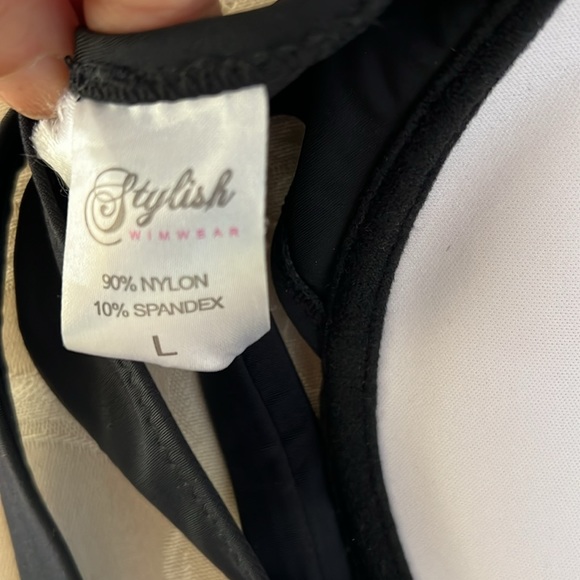 Stylish
WIMWEAR
90% NYLON
10% SPANDEX
L